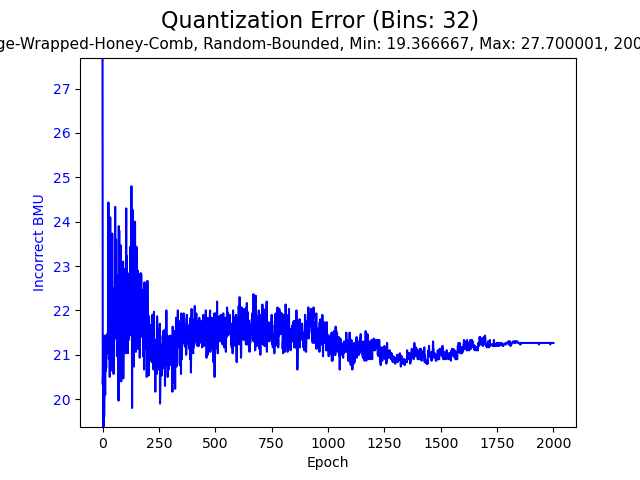 Quantization Error (Bins: 32)
ge-Wrapped-Honey-Comb, Random-Bounded, Min: 19.366667, Max: 27.700001, 200
27
26
25
24
23
22
21
20
Incorrect BMU
0 250 500 750 1000 1250 1500 1750 2000
Epoch